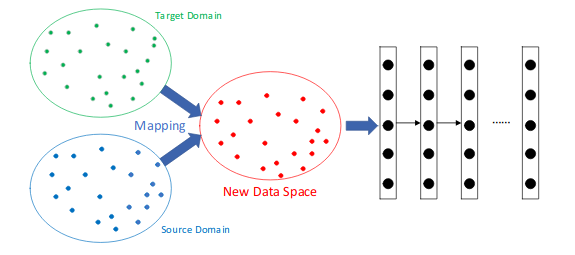 Target Domain
Mapping
New Data Space
Source Domain
......